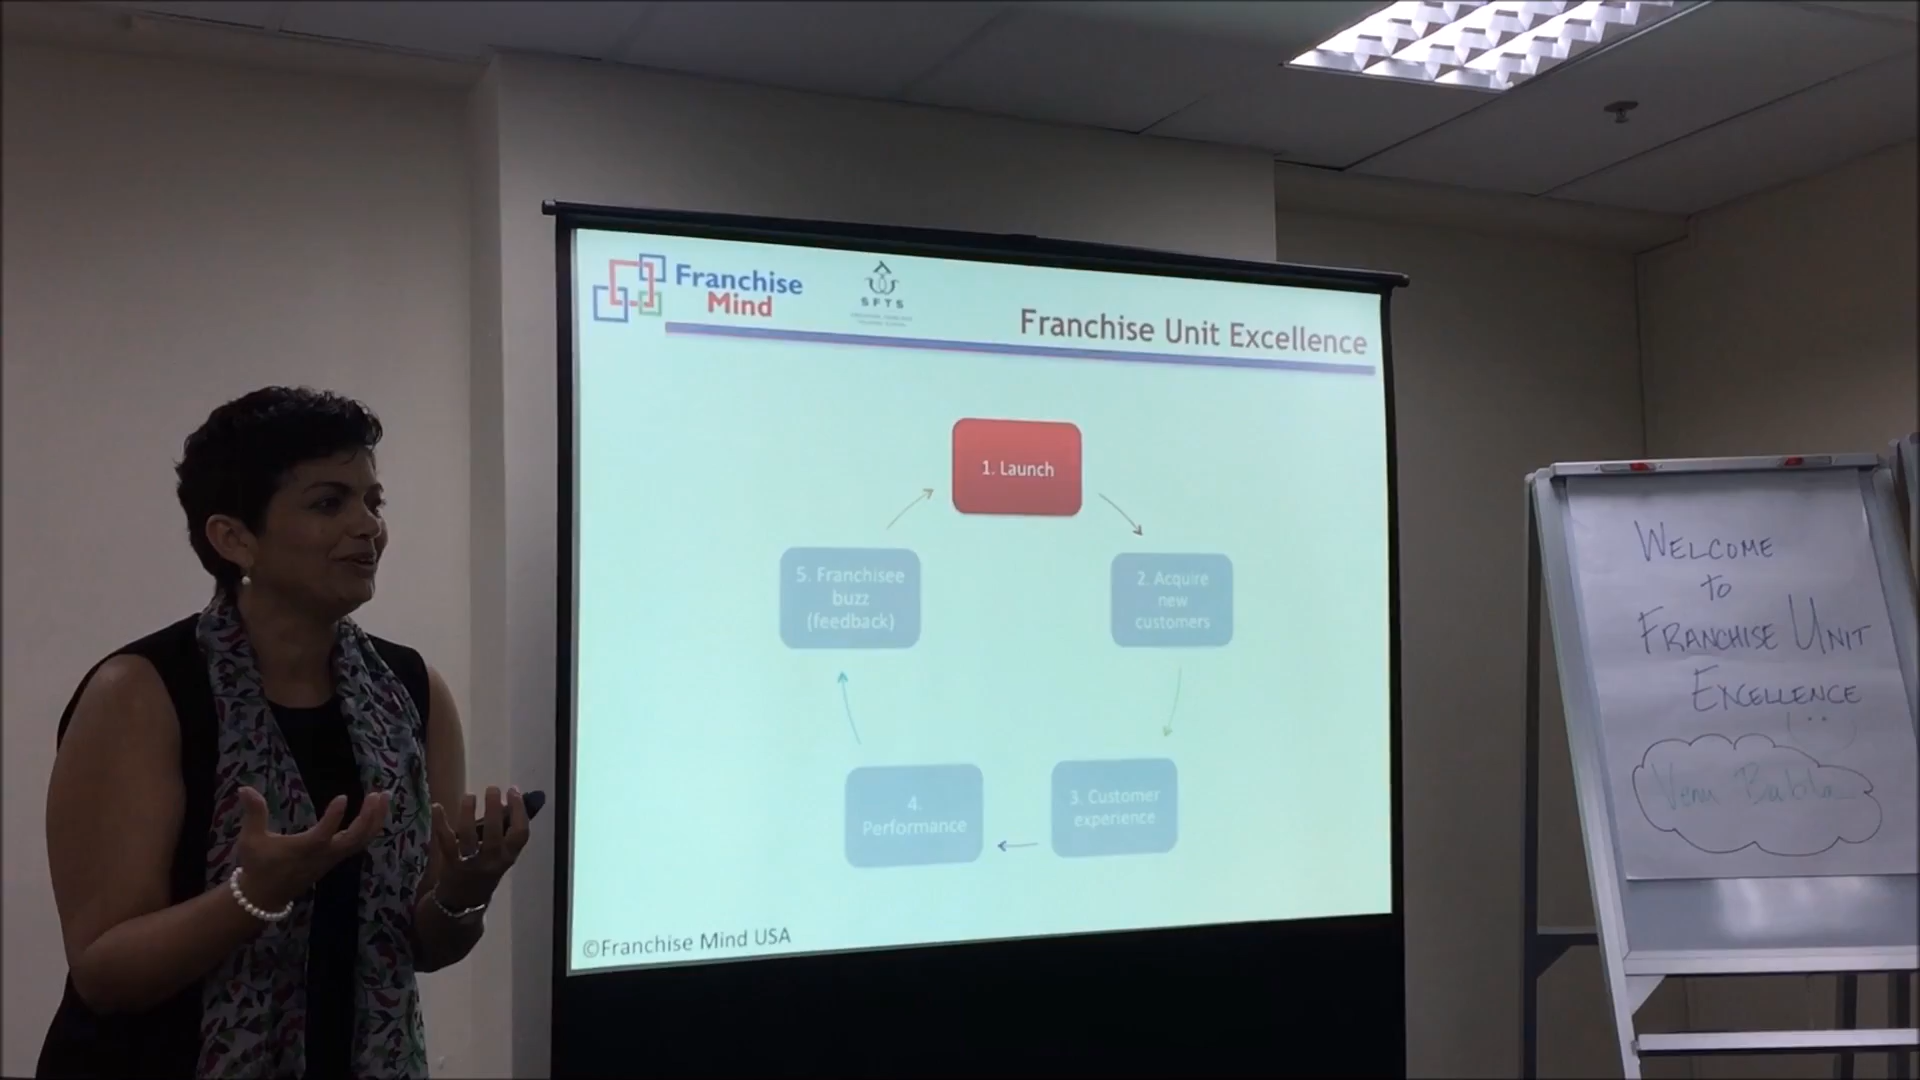 Franchise
Mind
SFTS
Franchise Unit Excellence
1. Launch
2. Acquire
new
customers
3. Customer
experience
4.
Performance
5. Franchisee
buzz
(feedback)
©Franchise Mind USA
WELCOME
TO
FRANCHISE UNIT
EXCELLENCE